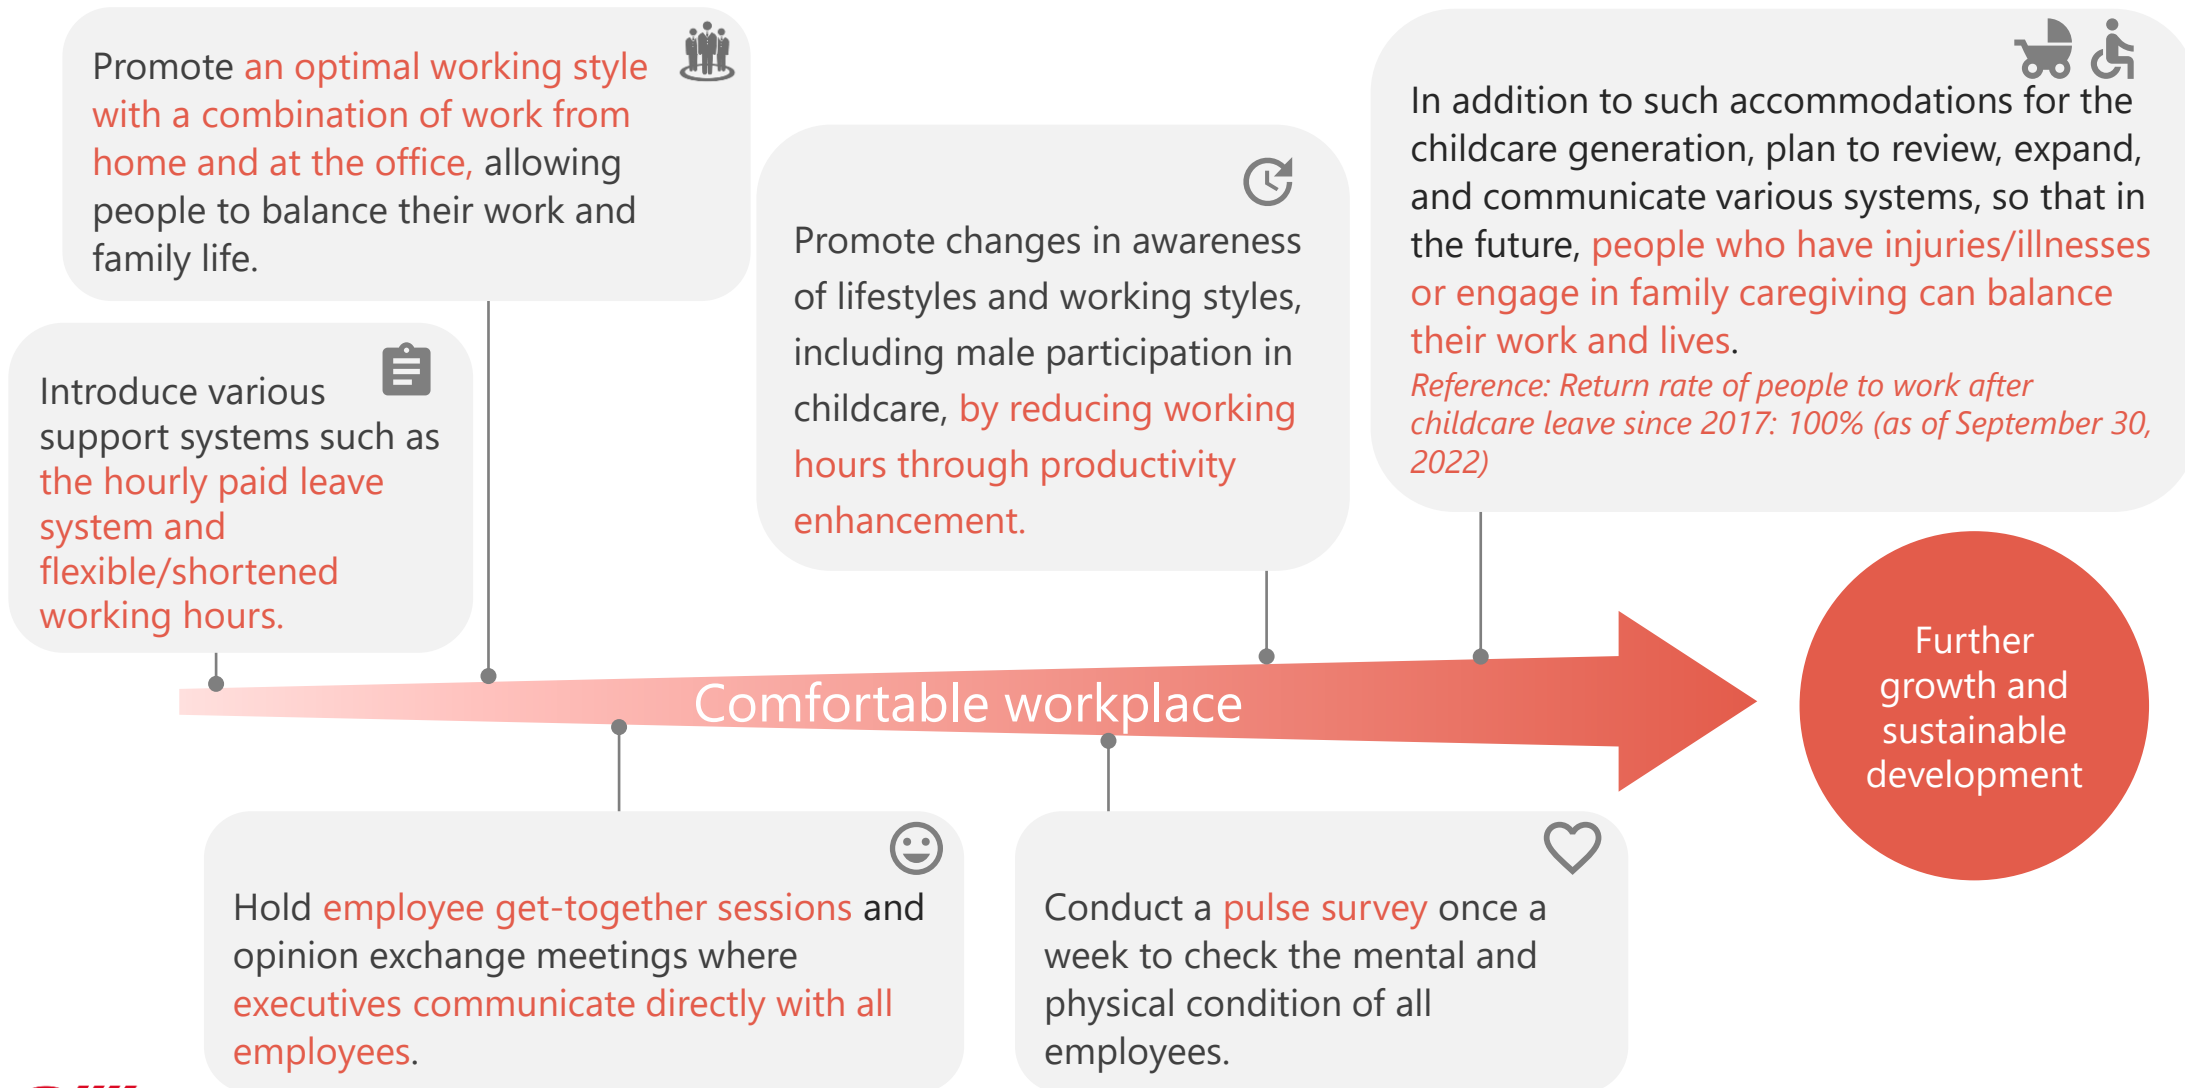 Promote an optimal working style
with a combination of work from
home and at the office, allowing
people to balance their work and
family life.
Introduce various
support systems such as
the hourly paid leave
system and
flexible/shortened
working hours.
Promote changes in awareness
of lifestyles and working styles,
including male participation in
childcare, by reducing working
hours through productivity
enhancement.
In addition to such accommodations for the
childcare generation, plan to review, expand,
and communicate various systems, so that in
the future, people who have injuries/illnesses
or engage in family caregiving can balance
their work and lives.
Reference: Return rate of people to work after
childcare leave since 2017: 100% (as of September 30,
2022)
Comfortable workplace
Further
growth and
sustainable
development
Hold employee get-together sessions and
opinion exchange meetings where
executives communicate directly with all
employees.
Conduct a pulse survey once a
week to check the mental and
physical condition of all
employees.